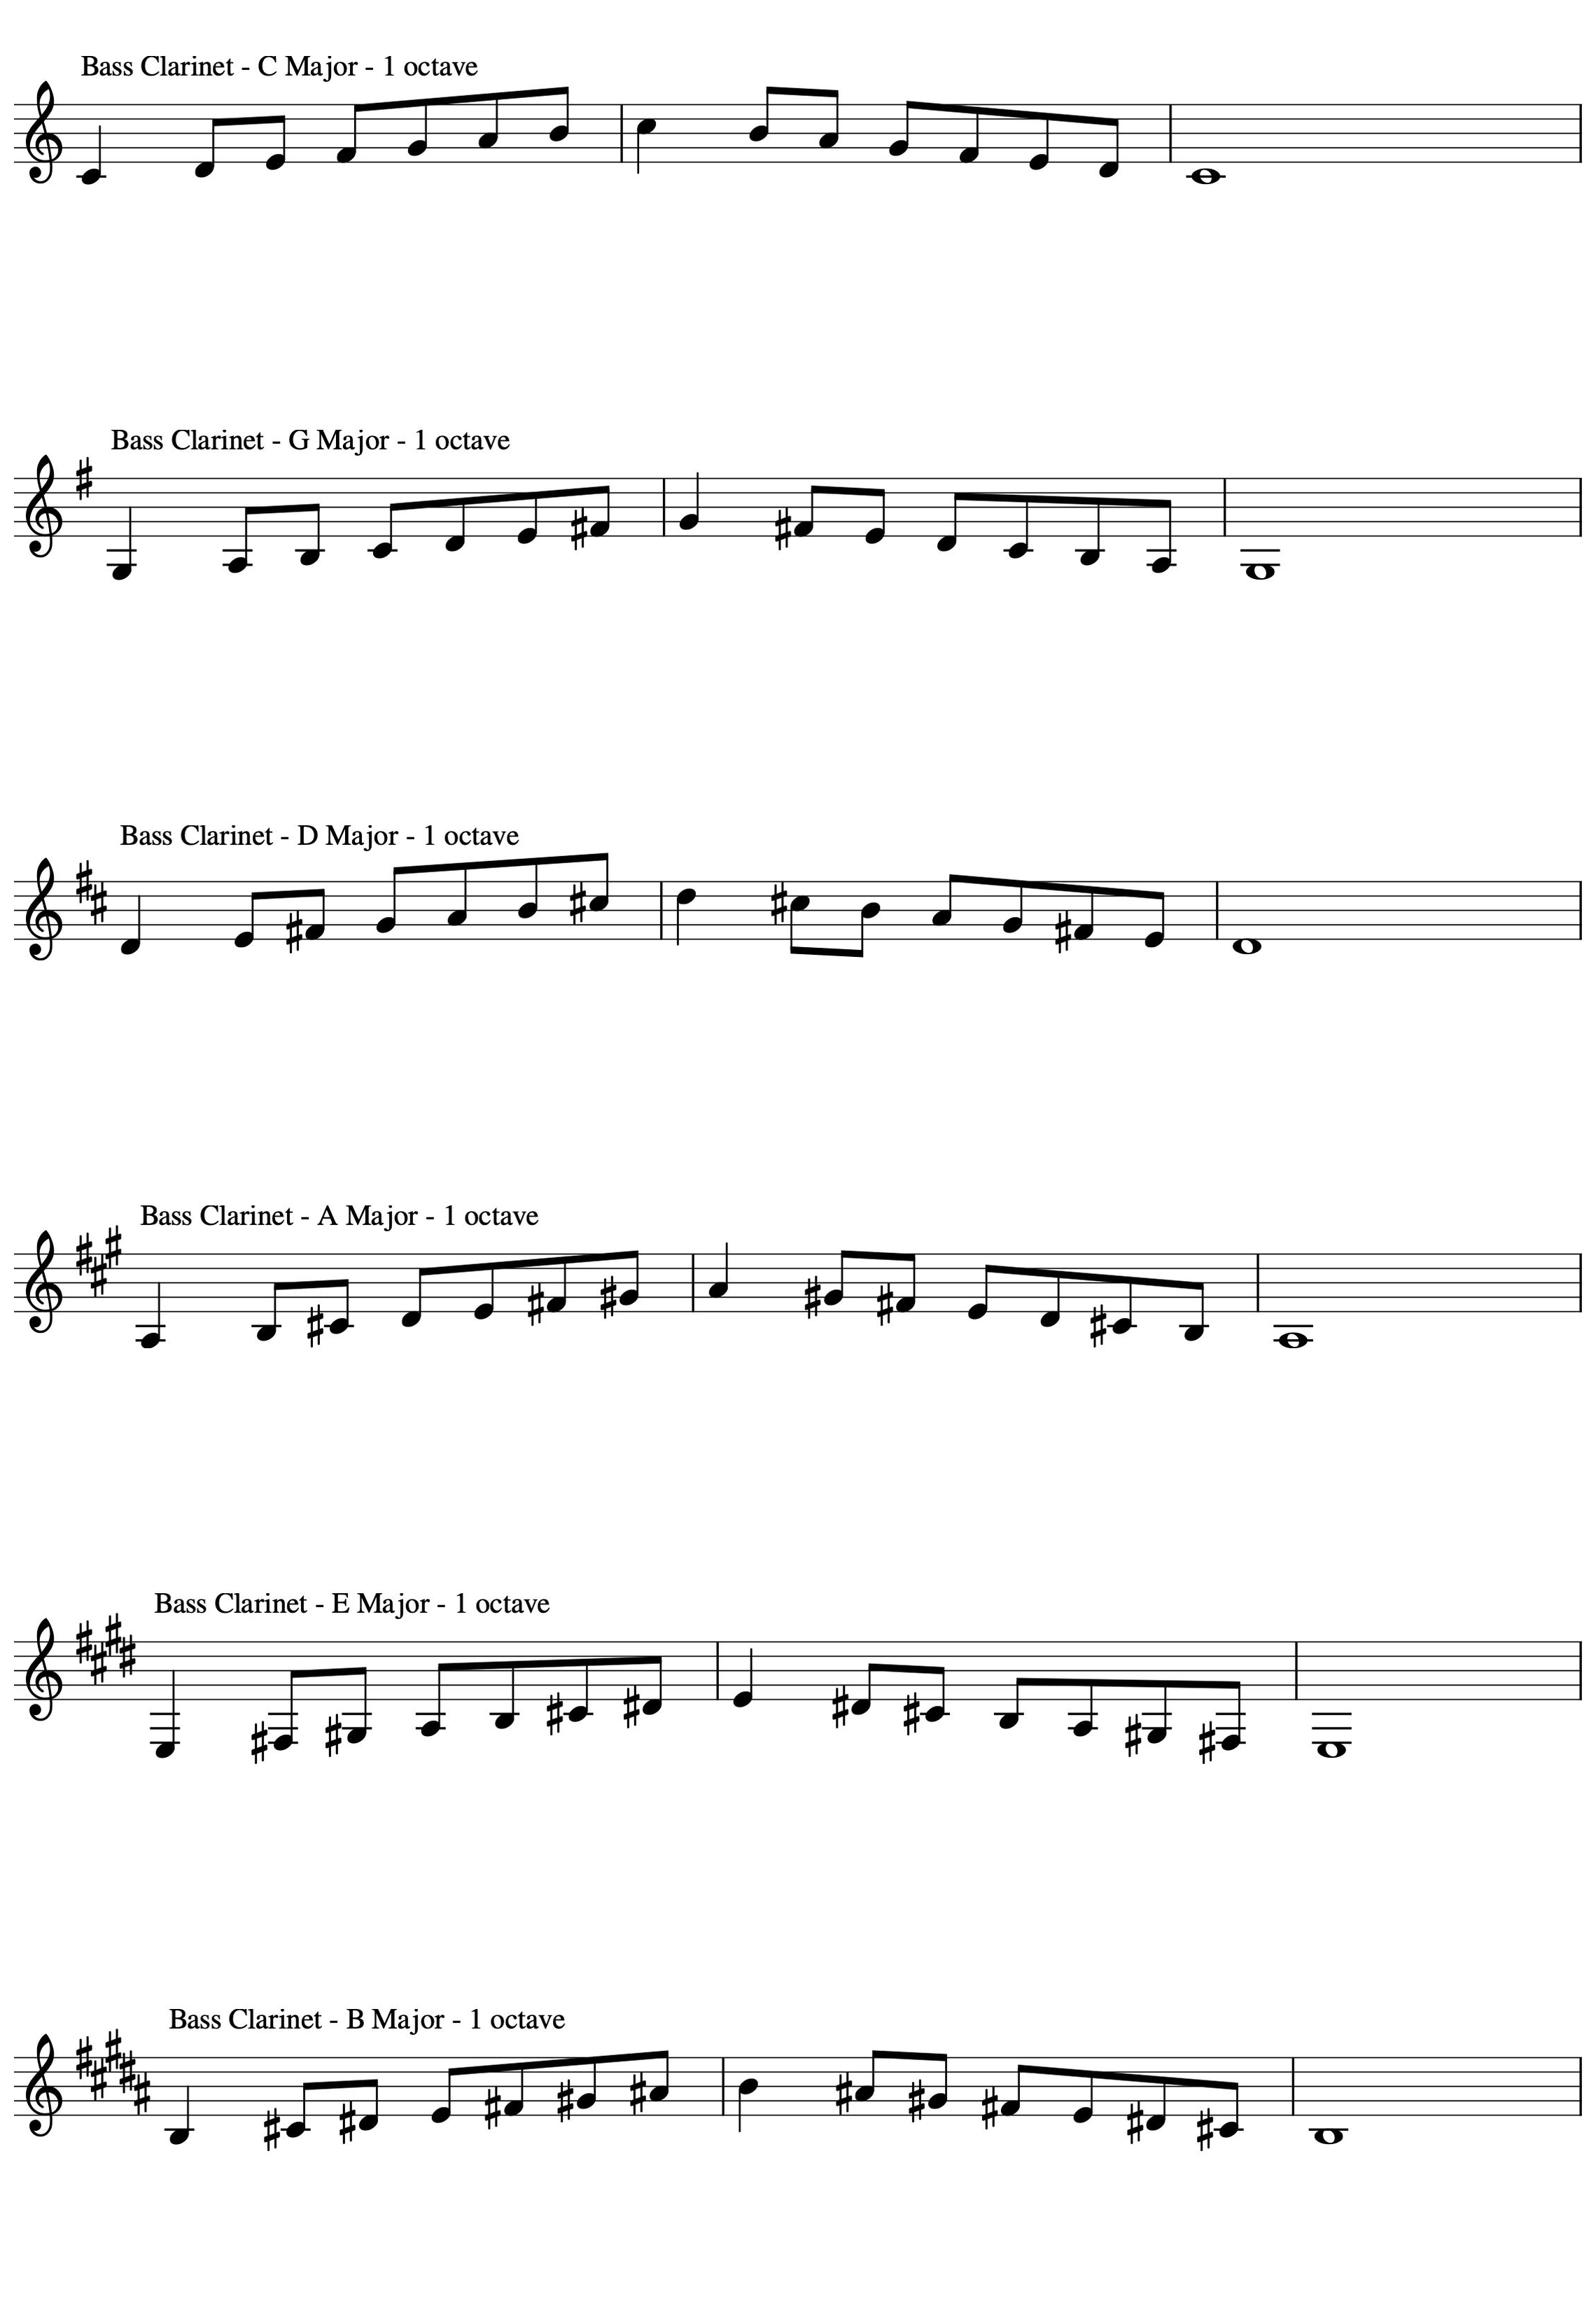 Bass Clarinet - C Major - 1 octave
Bass Clarinet - G Major - 1 octave
Bass Clarinet - D Major - 1 octave
Bass Clarinet - A Major - 1 octave
Bass Clarinet - E Major - 1 octave
Bass Clarinet - B Major - 1 octave